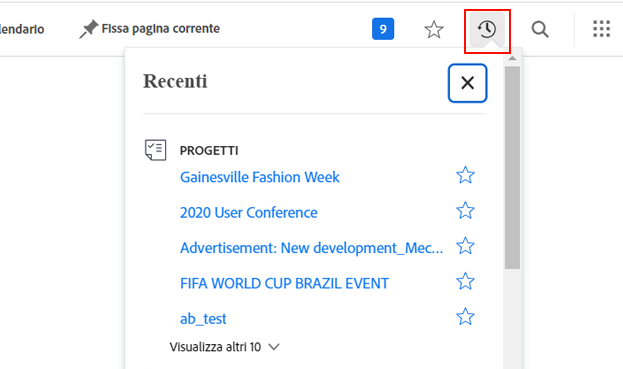 lendario
Fissa pagina corrente
9
Recenti
PROGETTI
Gainesville Fashion Week
2020 User Conference
Advertisement: New development_Mec...
FIFA WORLD CUP BRAZIL EVENT
ab_test
Visualizza altri 10